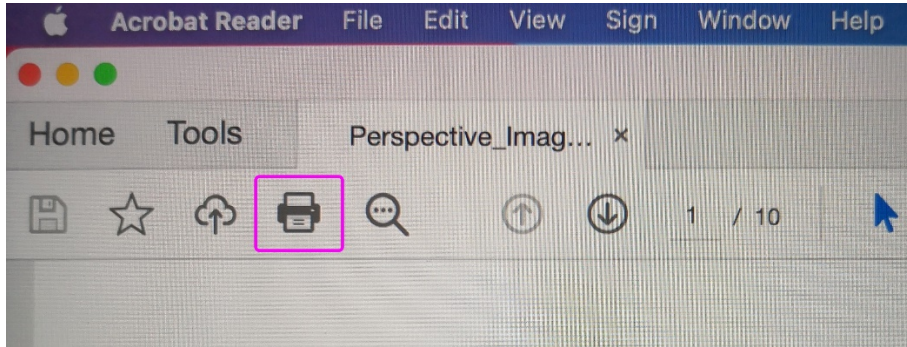 Acrobat Reader File Edit View Sign Window Help
Home Tools Perspective_Imag... ×
1 / 10